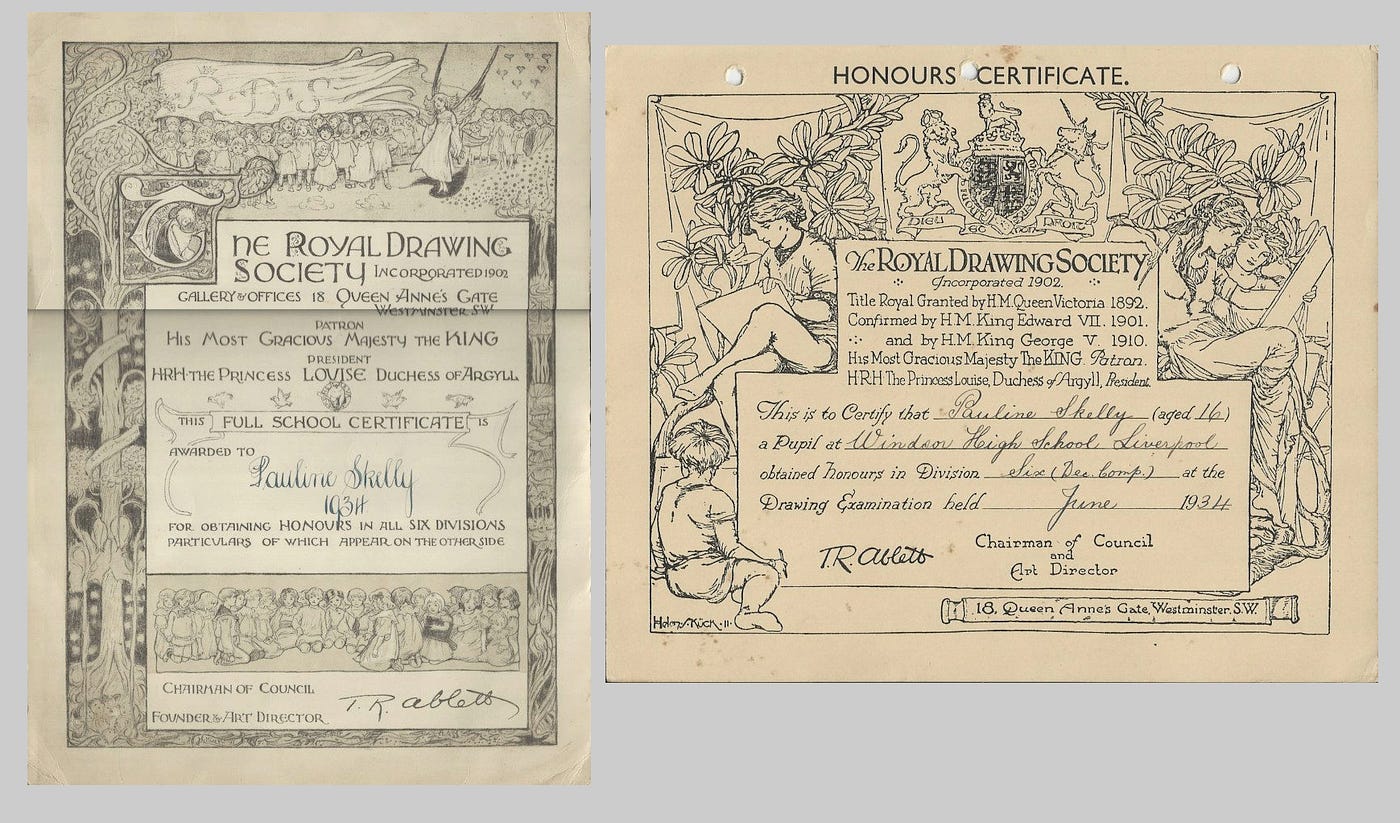 R.D.S
THE ROYAL DRAWING
SOCIETY INCORPORATED 1902
GALLERY & OFFICES 18 QUEEN ANNE'S GATE
WESTMINSTER. S.W.
PATRON
HIS MOST GRACIOUS MAJESTY THE KING
PRESIDENT
HRH·THE PRINCESS LOUISE DUCHESS OF ARGYLL
THIS FULL SCHOOL CERTIFICATE IS
AWARDED TO
Pauline Skelly
1934
FOR OBTAINING HONOURS IN ALL SIX DIVISIONS
PARTICULARS OF WHICH APPEAR ON THE OTHER SIDE
CHAIRMAN OF COUNCIL
FOUNDER & ART DIRECTOR
T.R. Ablett
HONOURS CERTIFICATE.
DIEU ET MON DROIT
The ROYAL DRAWING SOCIETY
Incorporated 1902.
Title Royal Granted by H.M. Queen Victoria 1892.
Confirmed by H.M. King Edward VII. 1901.
and by H.M. King George V. 1910.
His Most Gracious Majesty The KING. Patron.
HRH The Princess Louise, Duchess of Argyll, President.
This is to Certify that Pauline Skelly (aged 16)
a Pupil at Windsor High School, Liverpool
obtained Honours in Division Six (Dec. Comp.) at the
Drawing Examination held June 1934
T.R. Ablett
Chairman of Council
and
Art Director
18, Queen Anne's Gate, Westminster. S.W.